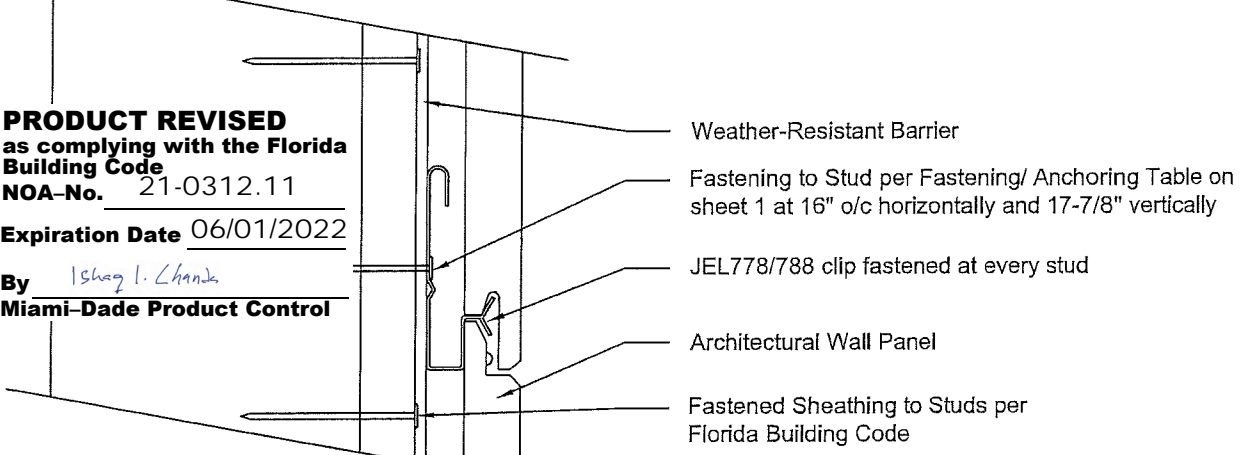 PRODUCT REVISED
as complying with the Florida
Building Code
NOA–No. 21-0312.11
Expiration Date 06/01/2022
By Ishaq I. Chanda
Miami–Dade Product Control
Weather-Resistant Barrier
Fastening to Stud per Fastening/ Anchoring Table on
sheet 1 at 16" o/c horizontally and 17-7/8" vertically
JEL778/788 clip fastened at every stud
Architectural Wall Panel
Fastened Sheathing to Studs per
Florida Building Code